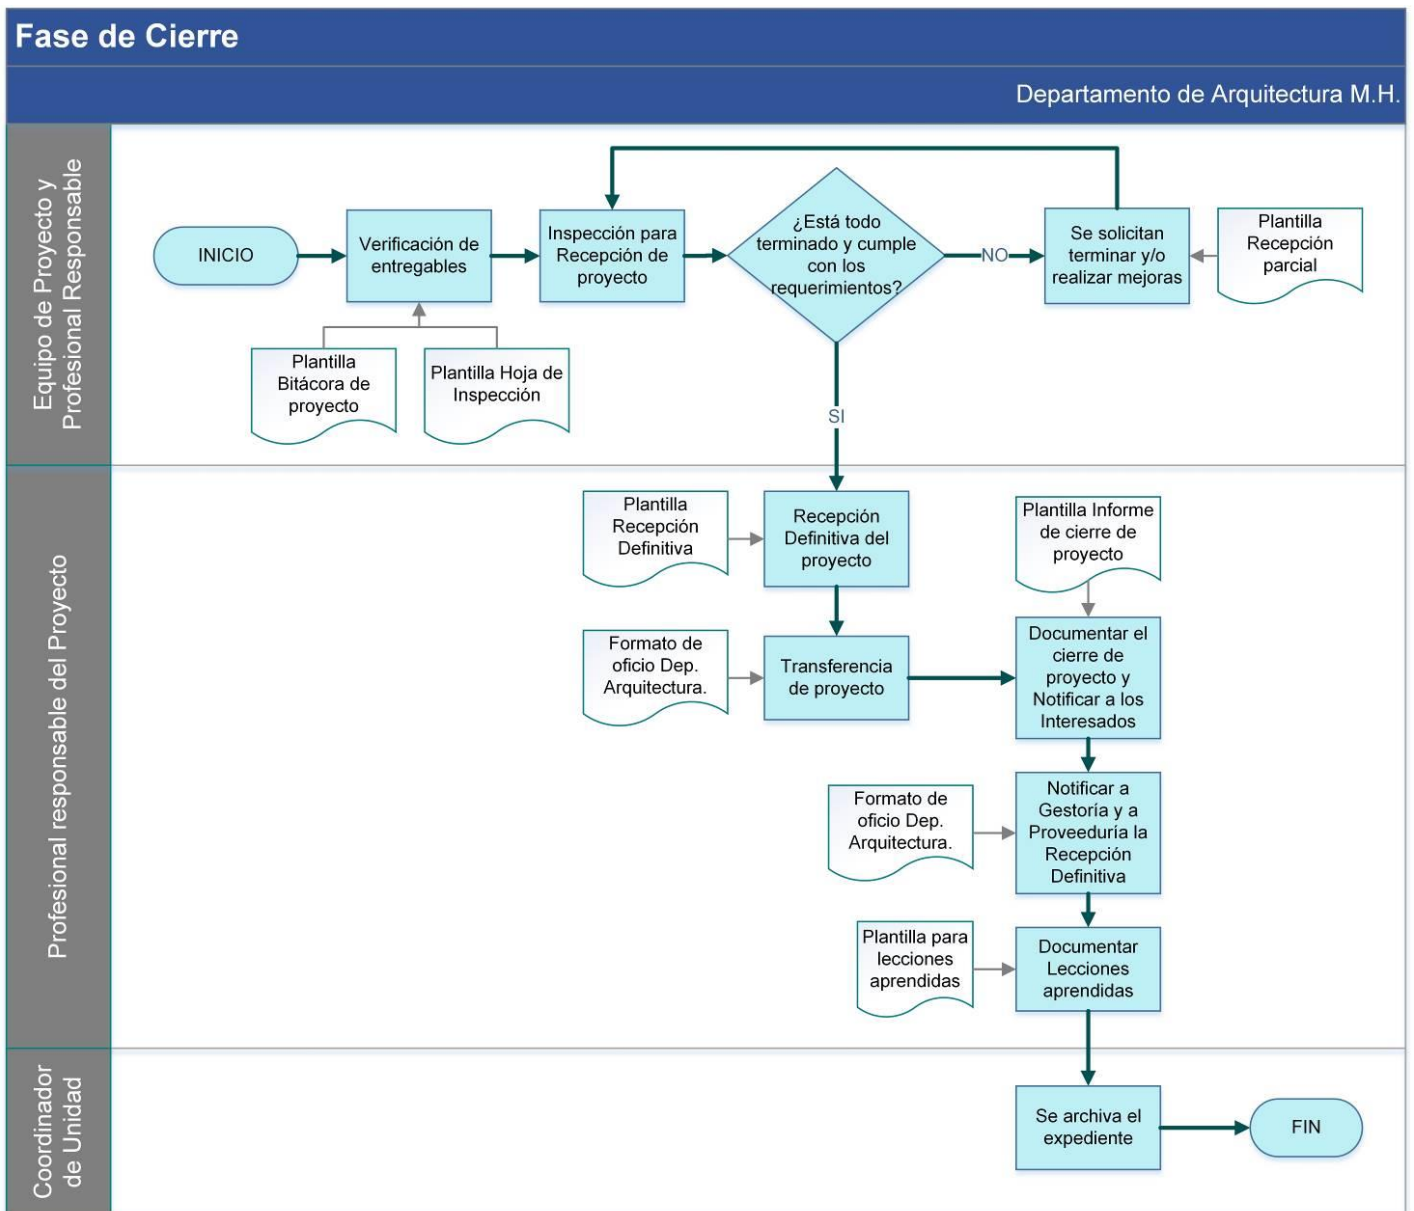 Fase de Cierre
Departamento de Arquitectura M.H.
Equipo de Proyecto y
Profesional Responsable
INICIO
Verificación de
entregables
Inspección para
Recepción de
proyecto
¿Está todo
terminado y cumple
con los
requerimientos?
NO
Se solicitan
terminar y/o
realizar mejoras
Plantilla
Recepción
parcial
Plantilla
Bitácora de
proyecto
Plantilla Hoja de
Inspección
SI
Profesional responsable del Proyecto
Plantilla
Recepción
Definitiva
Recepción
Definitiva del
proyecto
Plantilla Informe
de cierre de
proyecto
Formato de
oficio Dep.
Arquitectura.
Transferencia
de proyecto
Documentar el
cierre de
proyecto y
Notificar a los
Interesados
Formato de
oficio Dep.
Arquitectura.
Notificar a
Gestoría y a
Proveeduría la
Recepción
Definitiva
Plantilla para
lecciones
aprendidas
Documentar
Lecciones
aprendidas
Coordinador
de Unidad
Se archiva el
expediente
FIN